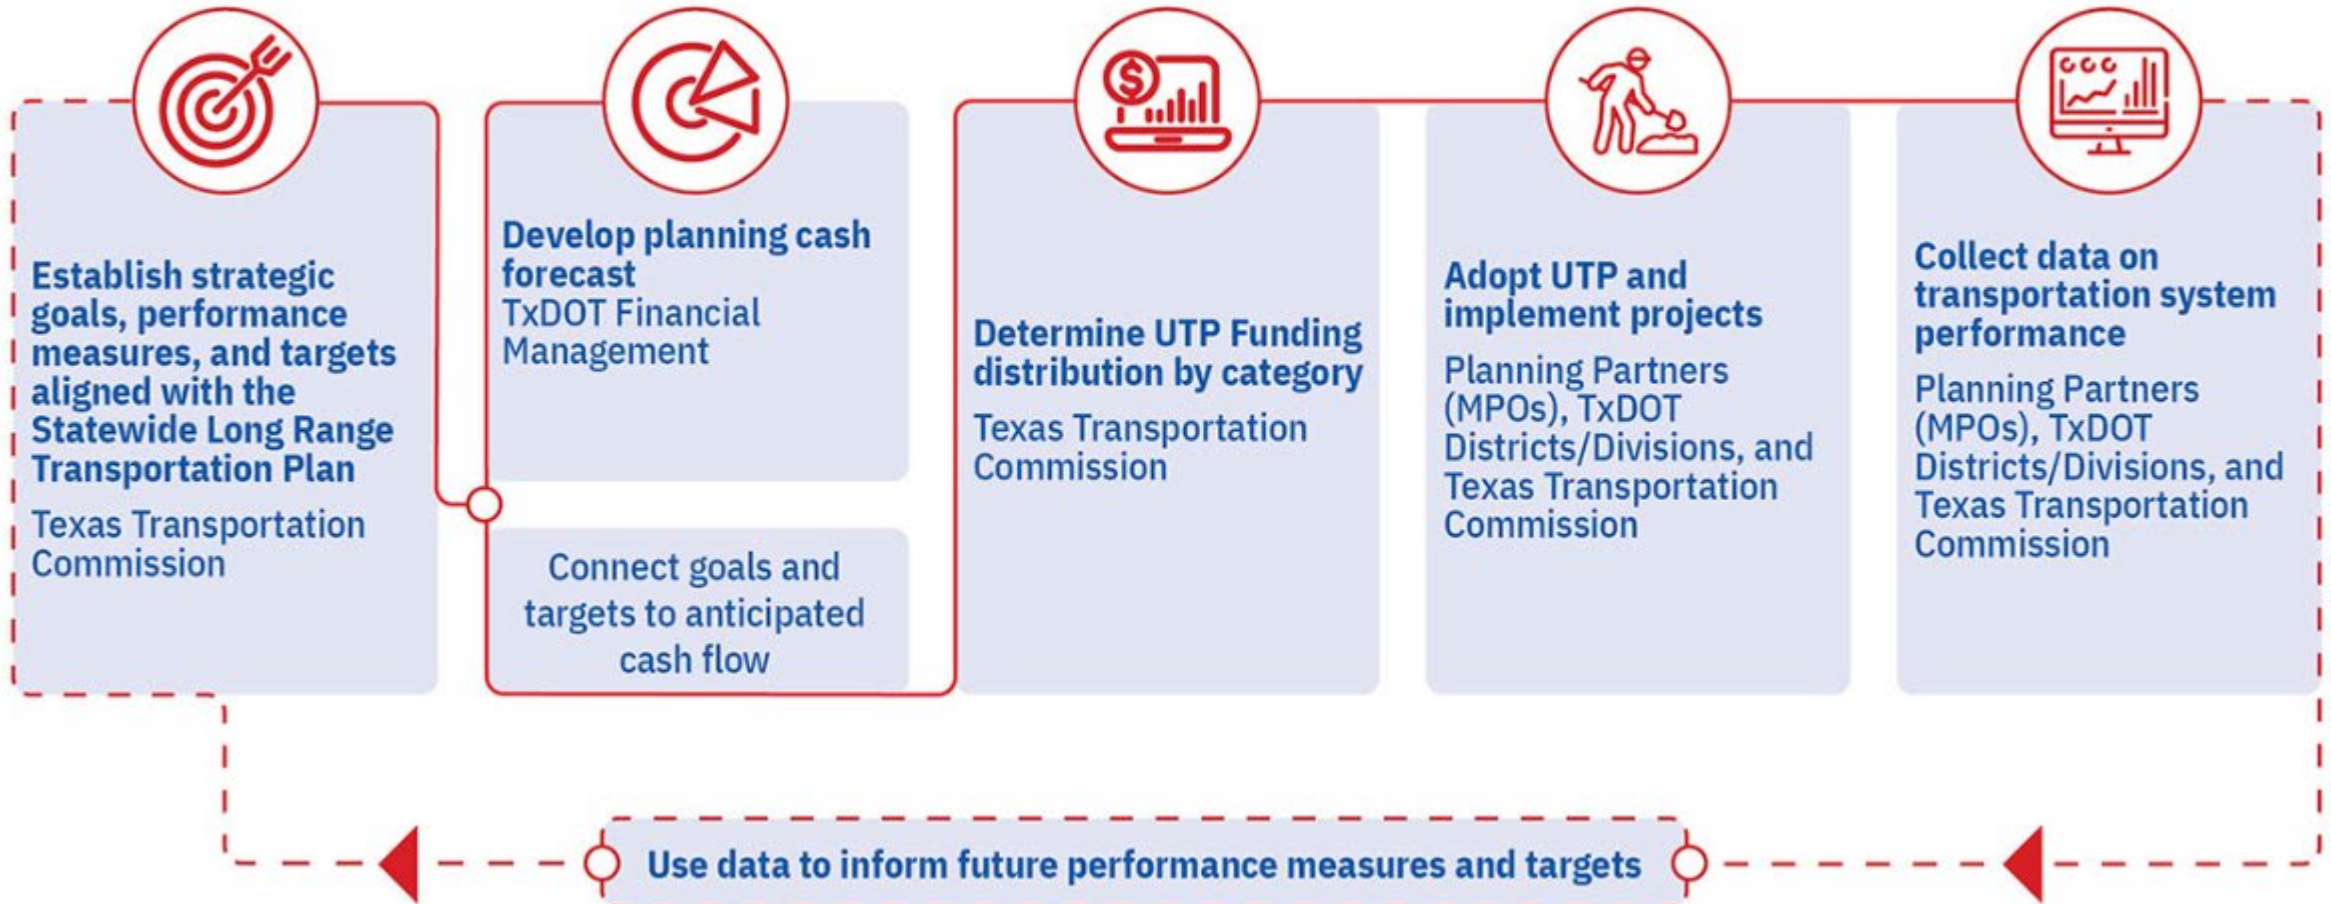 Establish strategic
goals, performance
measures, and targets
aligned with the
Statewide Long Range
Transportation Plan
Texas Transportation
Commission
Develop planning cash
forecast
TxDOT Financial
Management
Connect goals and
targets to anticipated
cash flow
$
Determine UTP Funding
distribution by category
Texas Transportation
Commission
Adopt UTP and
implement projects
Planning Partners
(MPOs), TxDOT
Districts/Divisions, and
Texas Transportation
Commission
Collect data on
transportation system
performance
Planning Partners
(MPOs), TxDOT
Districts/Divisions, and
Texas Transportation
Commission
Use data to inform future performance measures and targets